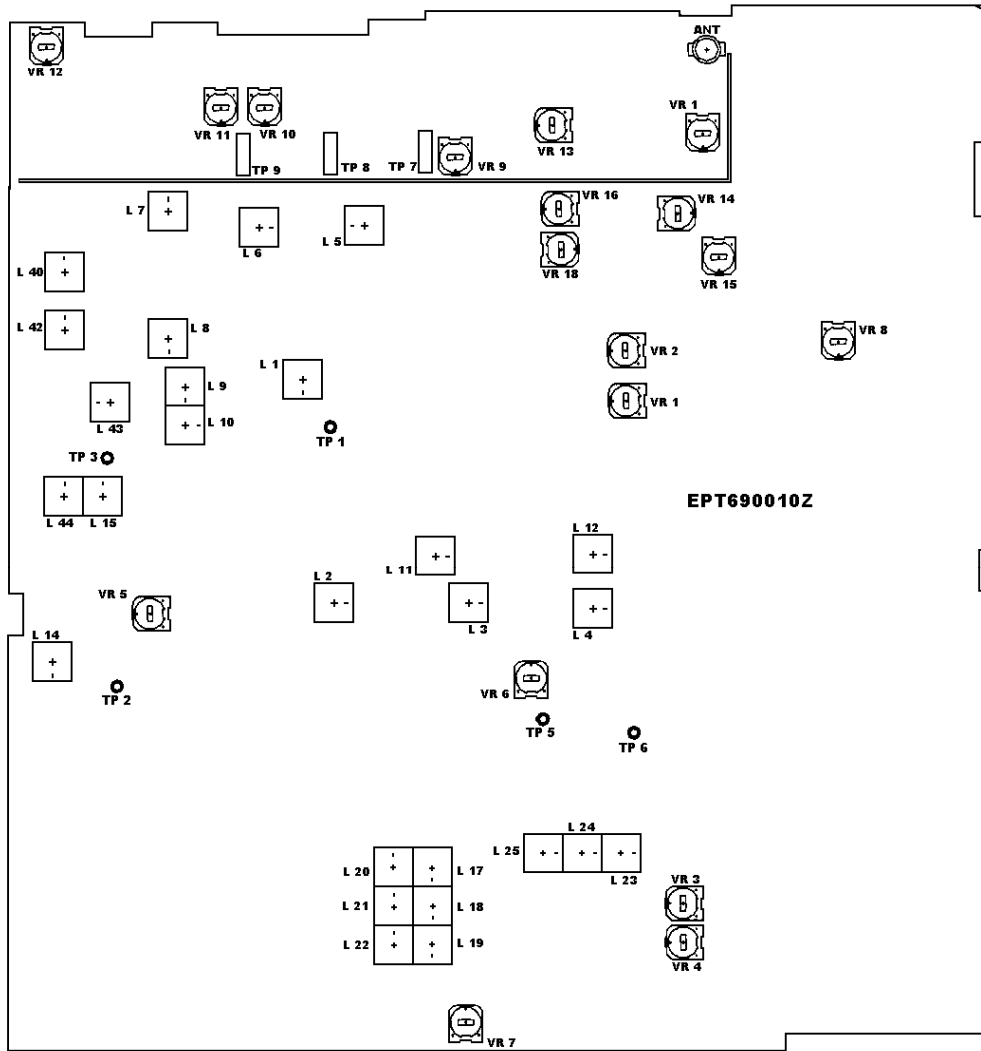 ANT
VR 12
VR 11
VR 10
VR 13
VR 1
TP 9
TP 8
TP 7
VR 9
L 7
L 6
L 5
VR 16
VR 14
VR 18
VR 15
L 40
L 42
L 8
VR 2
VR 8
L 1
L 9
VR 1
L 43
L 10
TP 1
TP 3
L 44
L 15
EPT690010Z
L 12
L 11
L 2
VR 5
L 3
L 4
L 14
TP 2
VR 6
TP 5
TP 6
L 24
L 25
L 20
L 17
L 23
VR 3
L 21
L 18
L 22
L 19
VR 4
VR 7